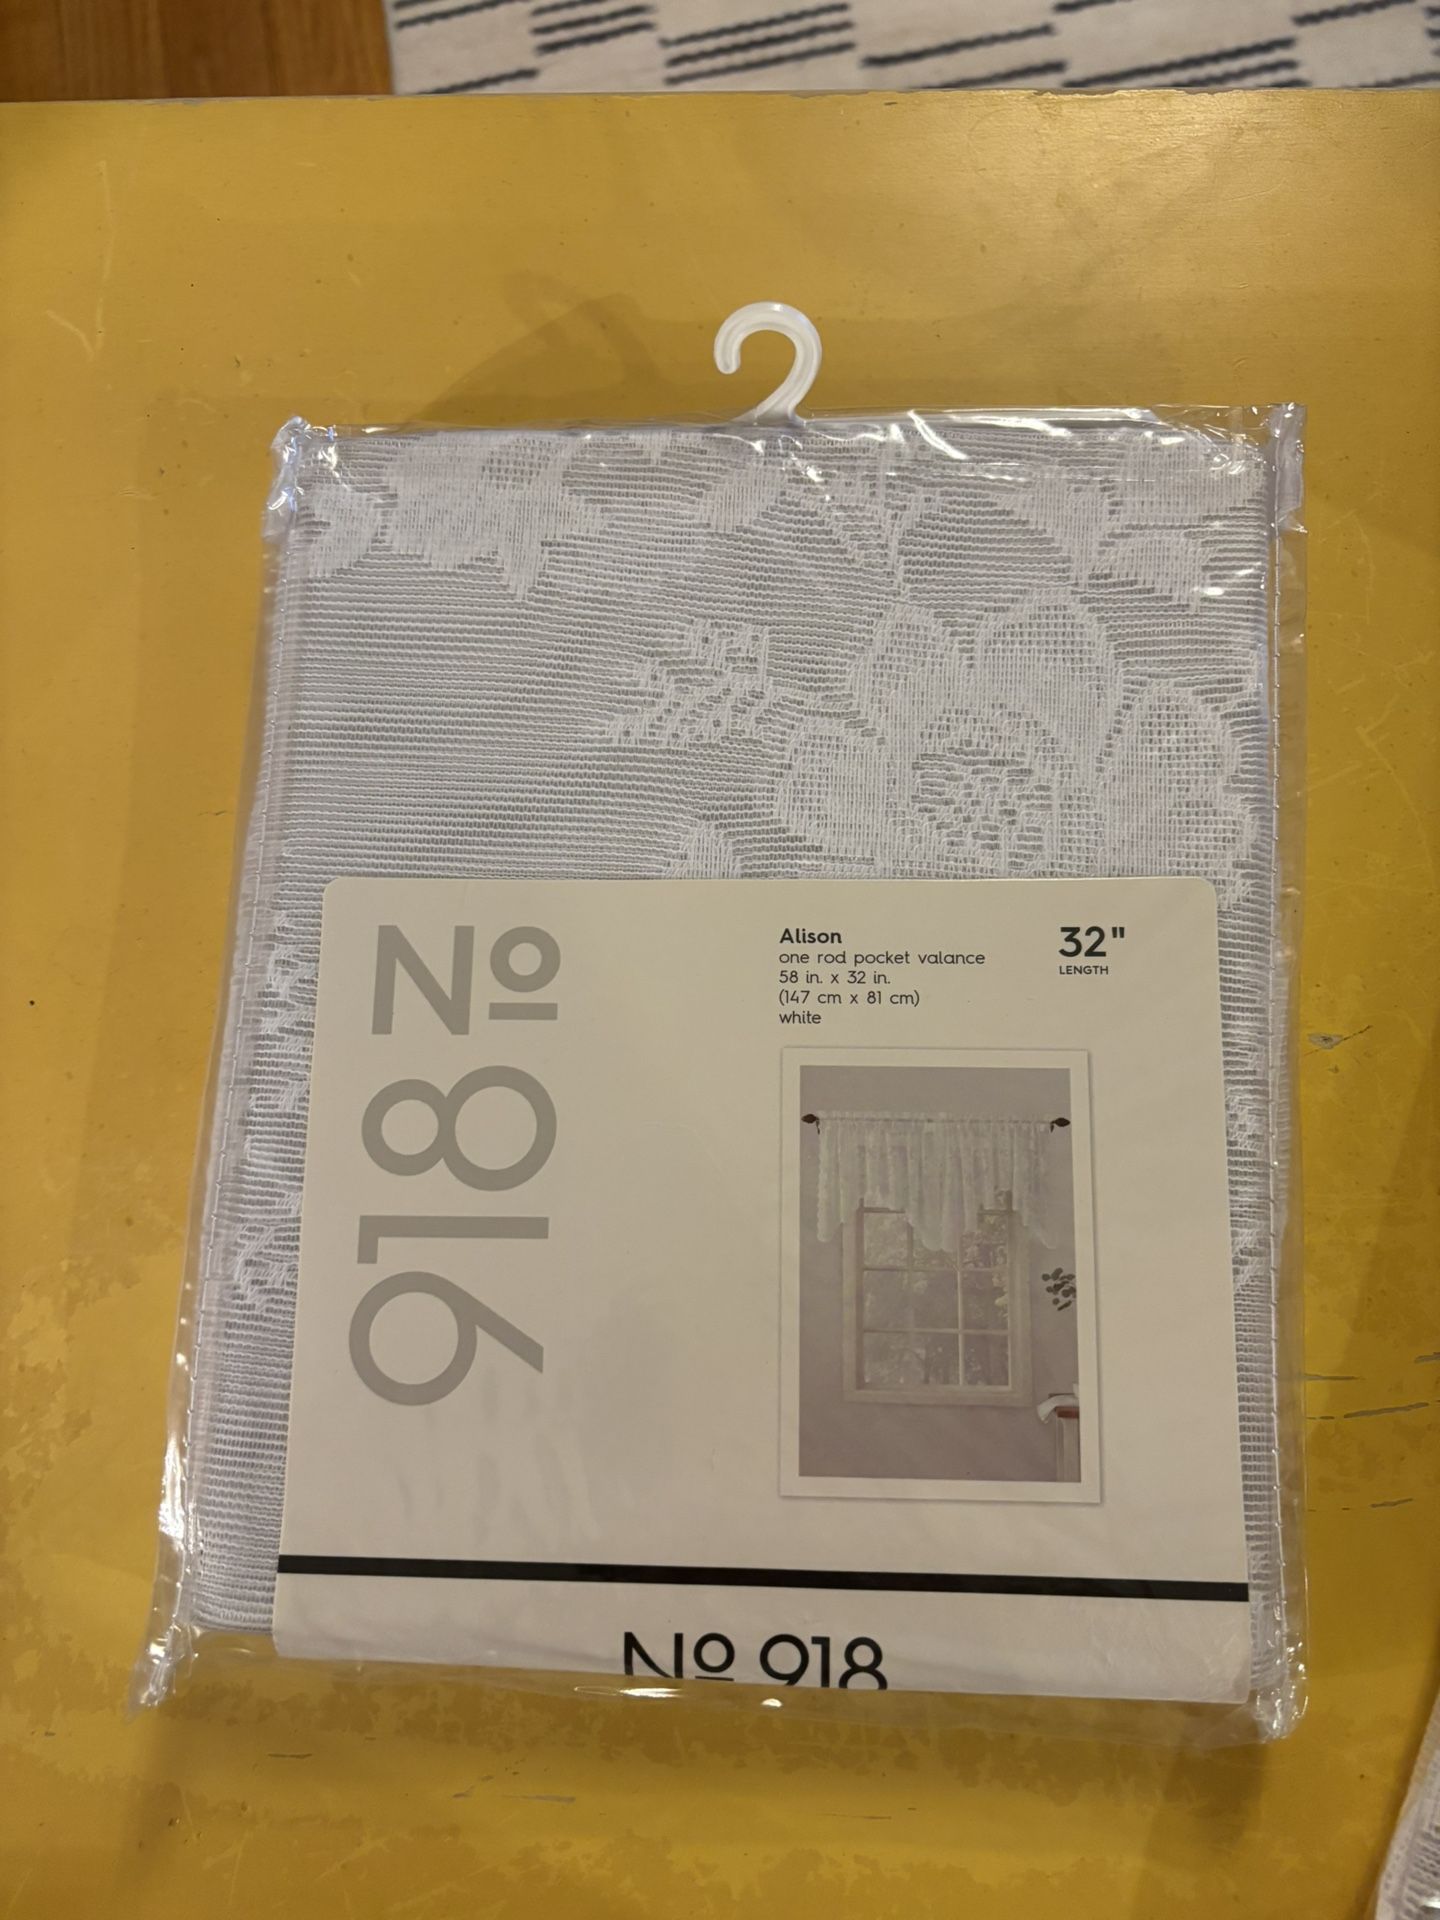 No 918
Alison
one rod pocket valance
58 in. x 32 in.
(147 cm x 81 cm)
white
32"
LENGTH
No 918